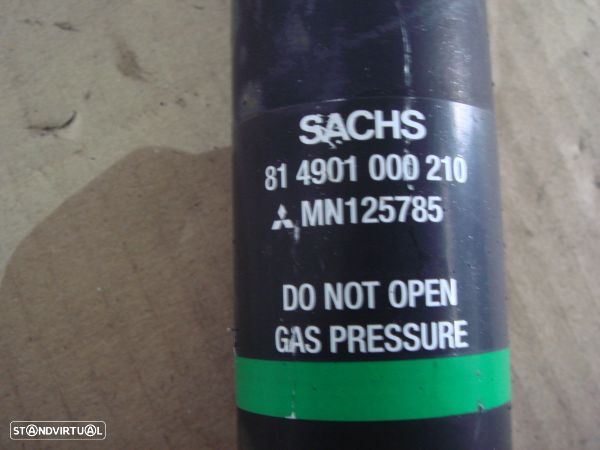 SACHS
81 4901 000 210
MN125785
DO NOT OPEN
GAS PRESSURE
STANDVIRTUAL